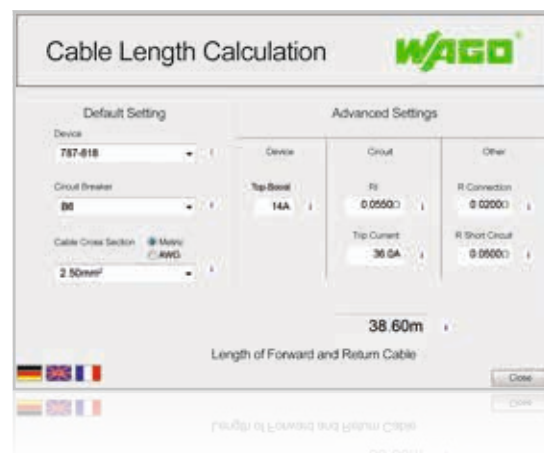 Cable Length Calculation
WAGO
Default Setting
Advanced Settings
Device
787-818
Device
Circuit
Other
Circuit Breaker
B6
Top Boost
14A
Ri
0.0550Ω
R Connection
0.0200Ω
Cable Cross Section
Metric
AWG
2.50mm²
Trip Current
36.0A
R Short Circuit
0.0500Ω
38.60m
Length of Forward and Return Cable
Close